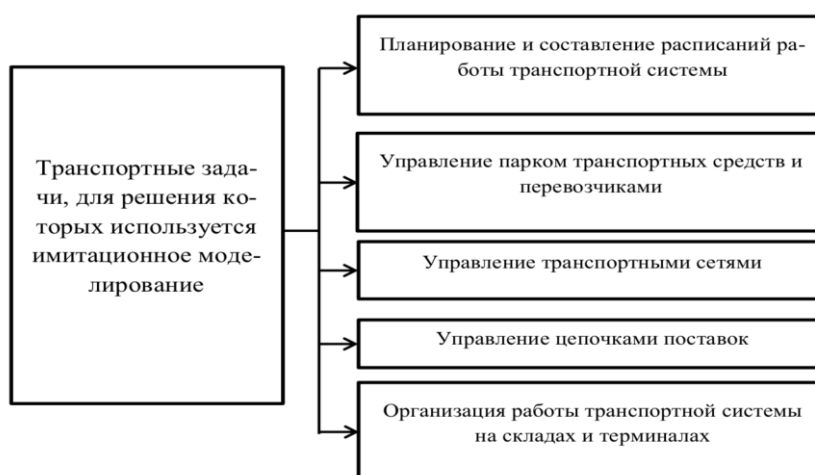 Транспортные зада-
чи, для решения ко-
торых используется
имитационное моде-
лирование
Планирование и составление расписаний ра-
боты транспортной системы
Управление парком транспортных средств и
перевозчиками
Управление транспортными сетями
Управление цепочками поставок
Организация работы транспортной системы
на складах и терминалах